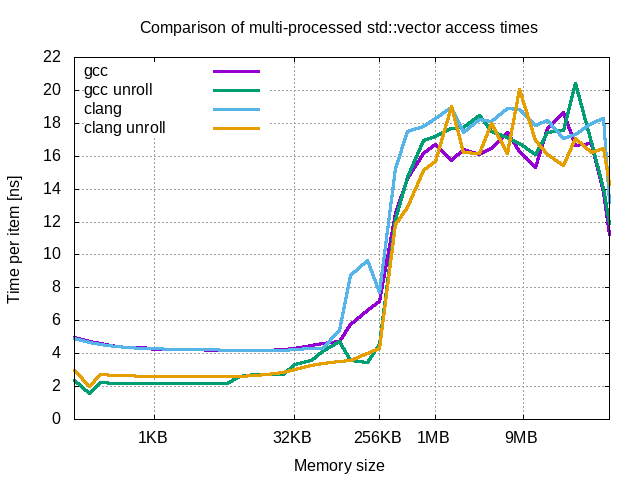 Comparison of multi-processed std::vector access times
22
20
18
16
14
12
10
8
6
4
2
0
Time per item [ns]
gcc
gcc unroll
clang
clang unroll
1KB 32KB 256KB 1MB 9MB
Memory size